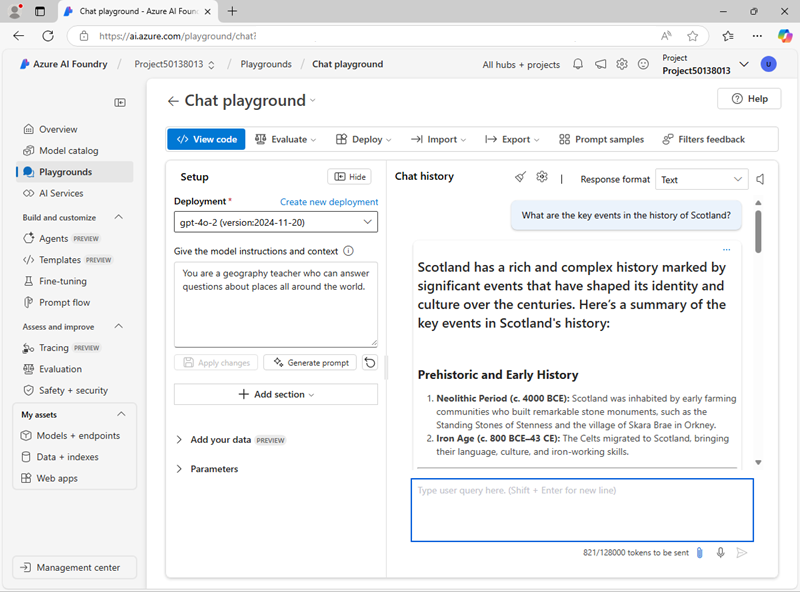 Chat playground - Azure AI Foun
https://ai.azure.com/playground/chat?
Azure AI Foundry / Project50138013 / Playgrounds / Chat playground
All hubs + projects
Project
Project50138013
U
Chat playground
Help
Overview
Model catalog
Playgrounds
AI Services
Build and customize
Agents PREVIEW
Templates PREVIEW
Fine-tuning
Prompt flow
Assess and improve
Tracing PREVIEW
Evaluation
Safety + security
My assets
Models + endpoints
Data + indexes
Web apps
Management center
View code
Evaluate
Deploy
Import
Export
Prompt samples
Filters feedback
Setup
Hide
Deployment *
Create new deployment
gpt-4o-2 (version:2024-11-20)
Give the model instructions and context
You are a geography teacher who can answer
questions about places all around the world.
Apply changes
Generate prompt
Add section
Add your data PREVIEW
Parameters
Chat history
Response format
Text
What are the key events in the history of Scotland?
Scotland has a rich and complex history marked by
significant events that have shaped its identity and
culture over the centuries. Here's a summary of the
key events in Scotland's history:
Prehistoric and Early History
1. Neolithic Period (c. 4000 BCE): Scotland was inhabited by early farming
communities who built remarkable stone monuments, such as the
Standing Stones of Stenness and the village of Skara Brae in Orkney.
2. Iron Age (c. 800 BCE–43 CE): The Celts migrated to Scotland, bringing
their language, culture, and iron-working skills.
Type user query here. (Shift + Enter for new line)
821/128000 tokens to be sent